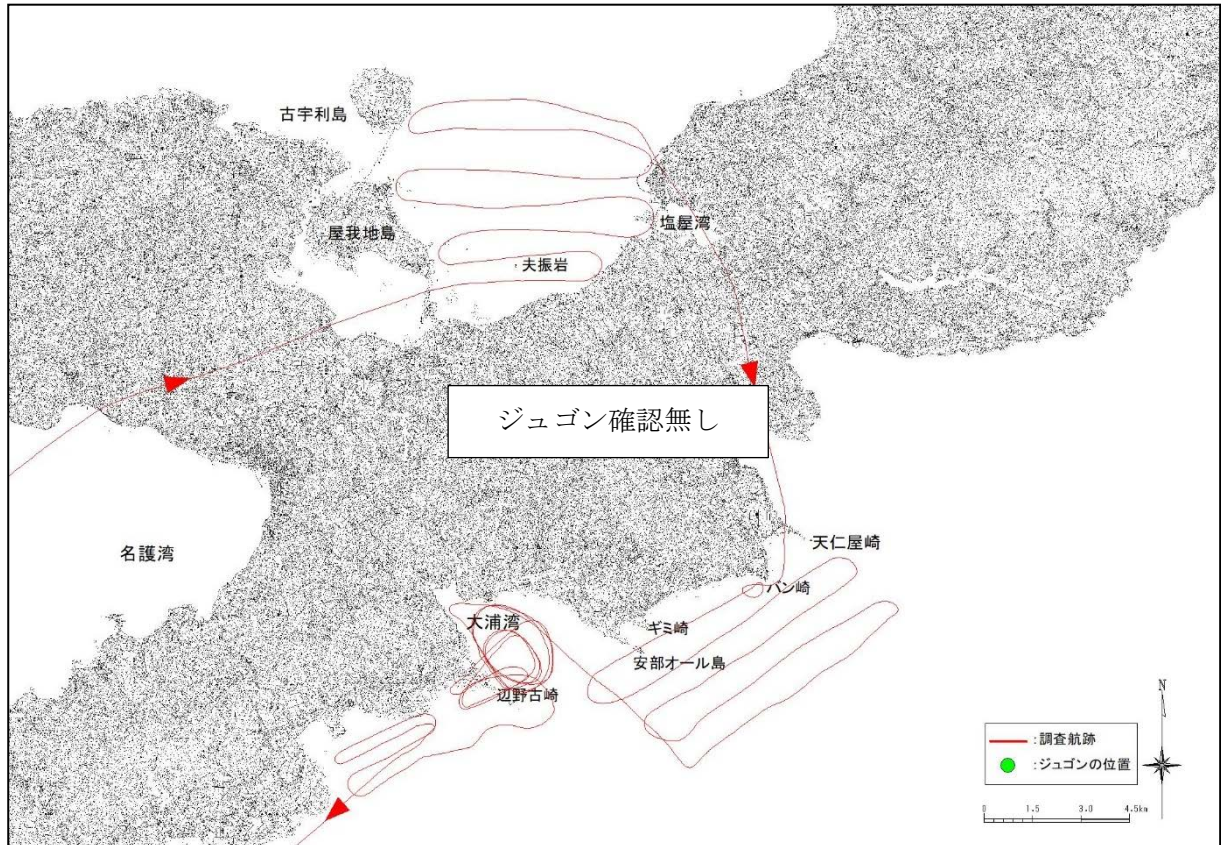 古宇利島
屋我地島
塩屋湾
夫振岩
ジュゴン確認無し
名護湾
天仁屋崎
バン崎
大浦湾
ギミ崎
安部オール島
辺野古崎
N
:調査航跡
:ジュゴンの位置
0 1.5 3.0 4.5km